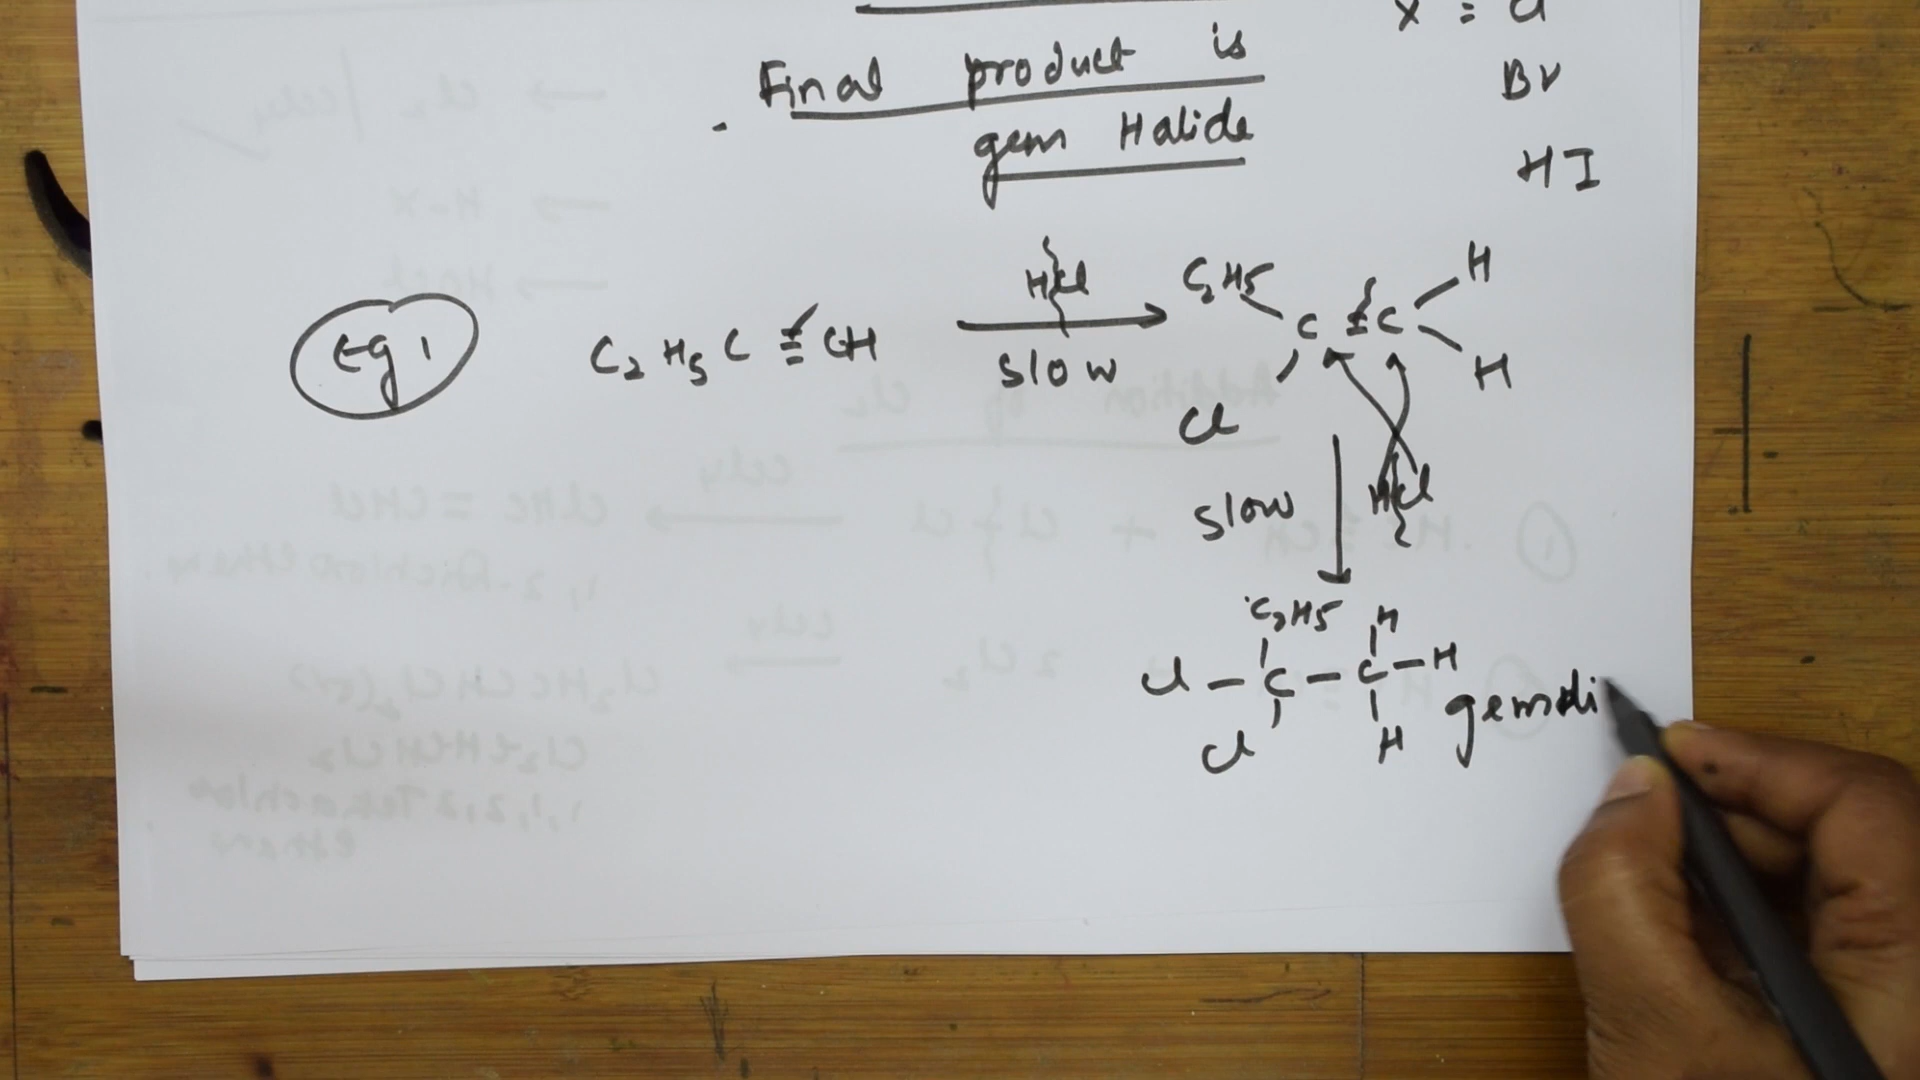 X : Cl
Final product is
Br
gem Halide
HI
Eg 1
C2H5C≡CH
HCl
slow
C2H5
H
C=C
H
Cl
slow
HCl
C2H5 H
Cl-C-C-H
Cl H
gemdi